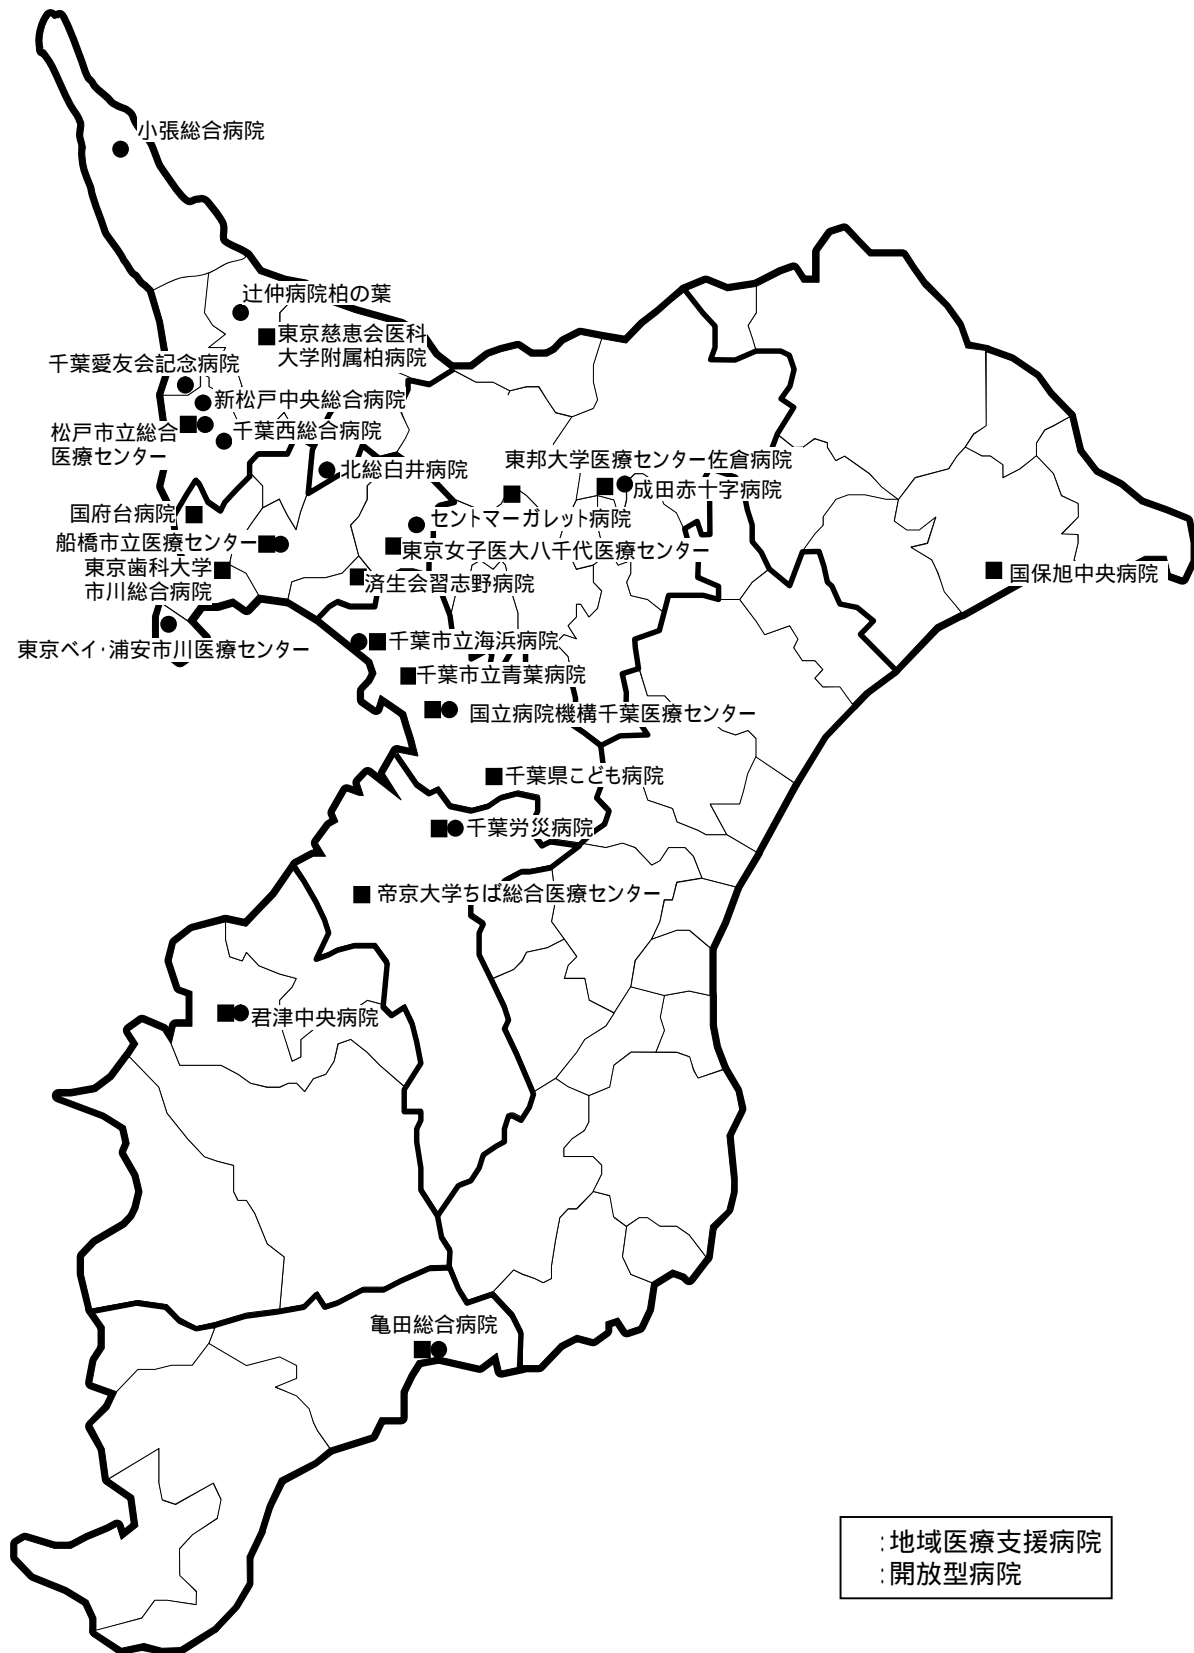 小張総合病院
辻仲病院柏の葉
東京慈恵会医科
大学附属柏病院
千葉愛友会記念病院
新松戸中央総合病院
松戸市立総合
医療センター
千葉西総合病院
北総白井病院
東邦大学医療センター佐倉病院
成田赤十字病院
国府台病院
セントマーガレット病院
船橋市立医療センター
東京女子医大八千代医療センター
東京歯科大学
市川総合病院
済生会習志野病院
国保旭中央病院
東京ベイ・浦安市川医療センター
千葉市立海浜病院
千葉市立青葉病院
国立病院機構千葉医療センター
千葉県こども病院
千葉労災病院
帝京大学ちば総合医療センター
君津中央病院
亀田総合病院
:地域医療支援病院
:開放型病院